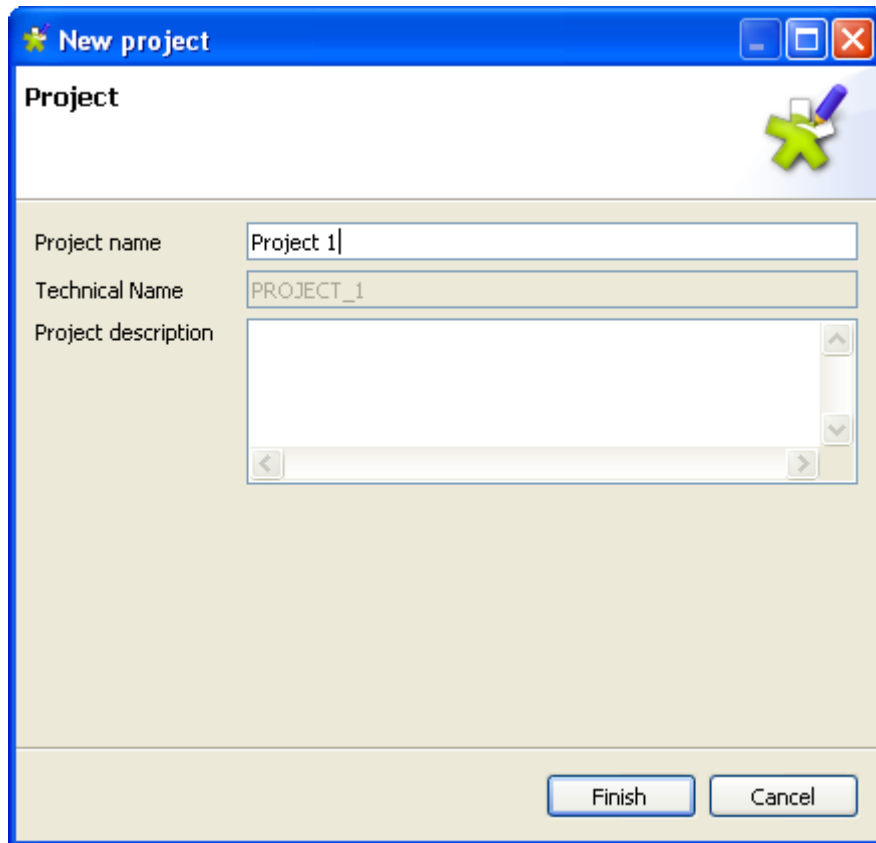 New project
Project
Project name Project 1
Technical Name PROJECT_1
Project description
Finish Cancel